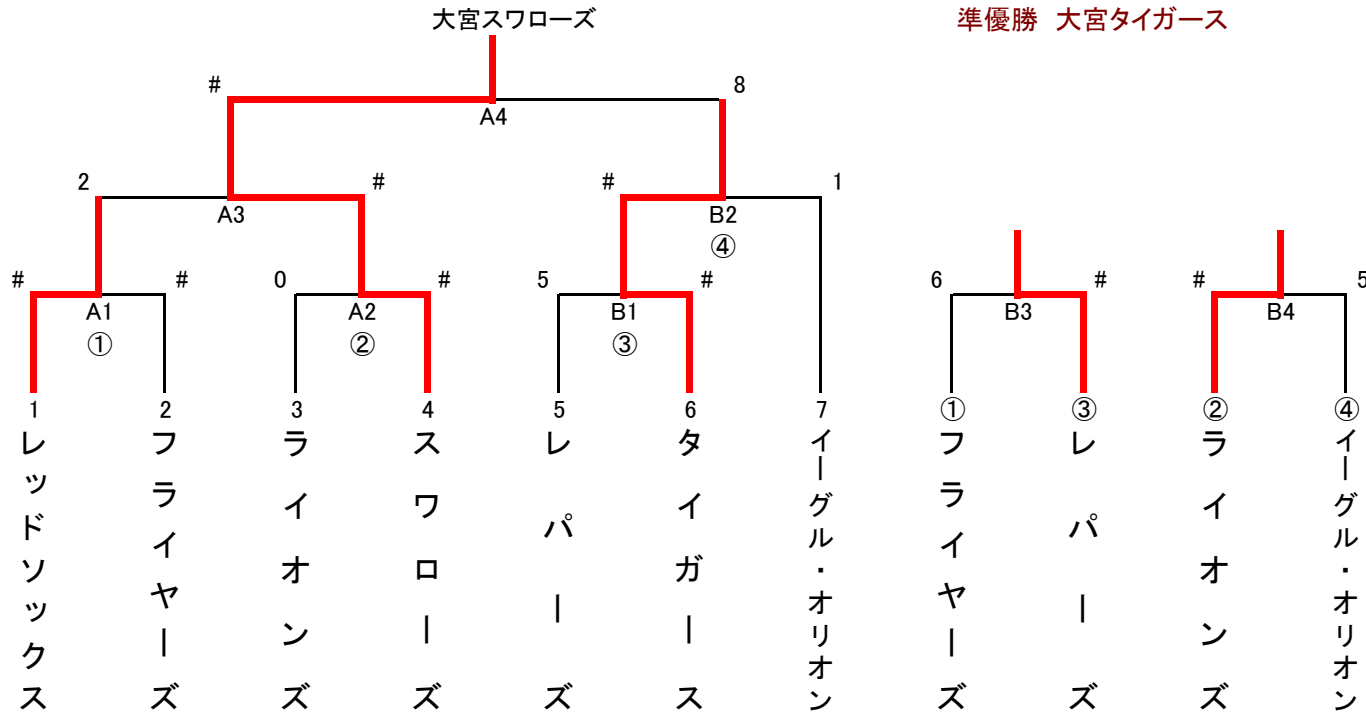 大宮スワローズ
準優勝 大宮タイガース
# 8
A4
2 # # 1
A3 B2
④
# # 0 # 5 # 6 # # 5
A1 A2 B1 B3 B4
① ② ③
1 2 3 4 5 6 7 ① ③ ② ④
レッドソックス
フライヤーズ
ライオンズ
スワローズ
レパーズ
タイガース
イーグル・オリオン
フライヤーズ
レパーズ
ライオンズ
イーグル・オリオン